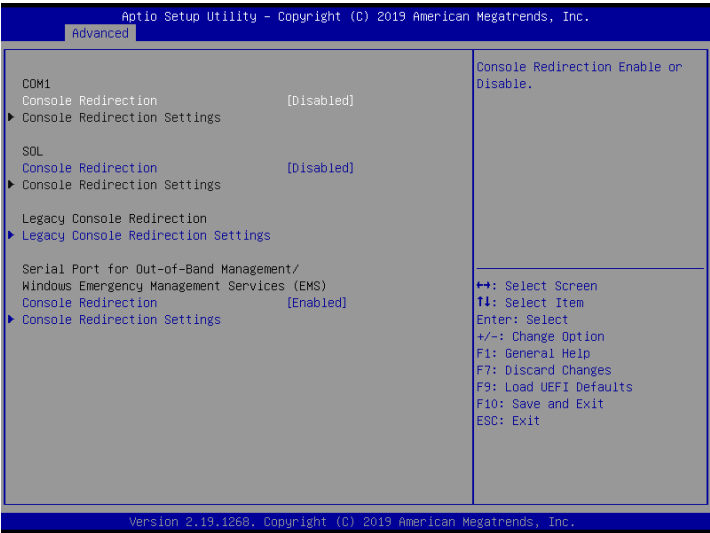 Aptio Setup Utility – Copyright (C) 2019 American Megatrends, Inc.
Advanced
COM1
Console Redirection [Disabled]
Console Redirection Settings
SOL
Console Redirection [Disabled]
Console Redirection Settings
Legacy Console Redirection
Legacy Console Redirection Settings
Serial Port for Out-of-Band Management/
Windows Emergency Management Services (EMS)
Console Redirection [Enabled]
Console Redirection Settings
Console Redirection Enable or
Disable.
↔: Select Screen
↑↓: Select Item
Enter: Select
+/-: Change Option
F1: General Help
F7: Discard Changes
F9: Load UEFI Defaults
F10: Save and Exit
ESC: Exit
Version 2.19.1268. Copyright (C) 2019 American Megatrends, Inc.